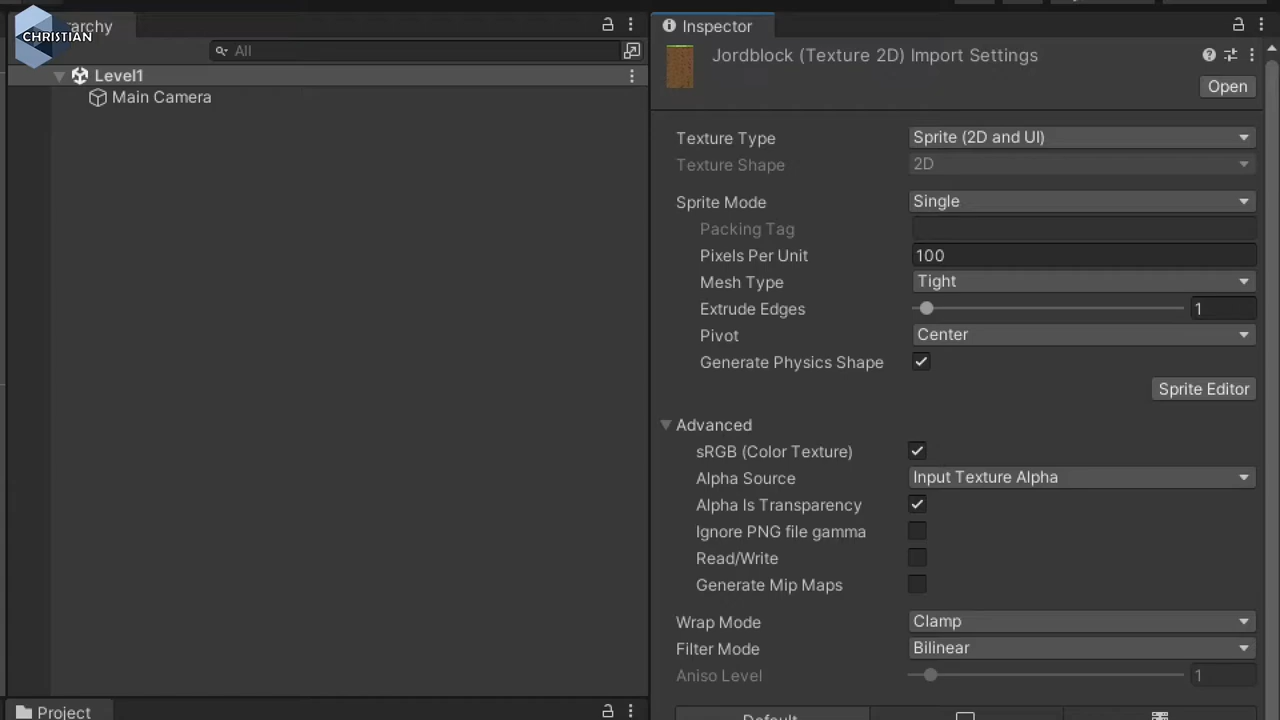 CHRISTIAN
rarchy
All
Level1
Main Camera
Project
Inspector
Jordblock (Texture 2D) Import Settings
Open
Texture Type Sprite (2D and UI)
Texture Shape 2D
Sprite Mode Single
Packing Tag
Pixels Per Unit 100
Mesh Type Tight
Extrude Edges 1
Pivot Center
Generate Physics Shape
Sprite Editor
Advanced
sRGB (Color Texture)
Alpha Source Input Texture Alpha
Alpha Is Transparency
Ignore PNG file gamma
Read/Write
Generate Mip Maps
Wrap Mode Clamp
Filter Mode Bilinear
Aniso Level 1
Default